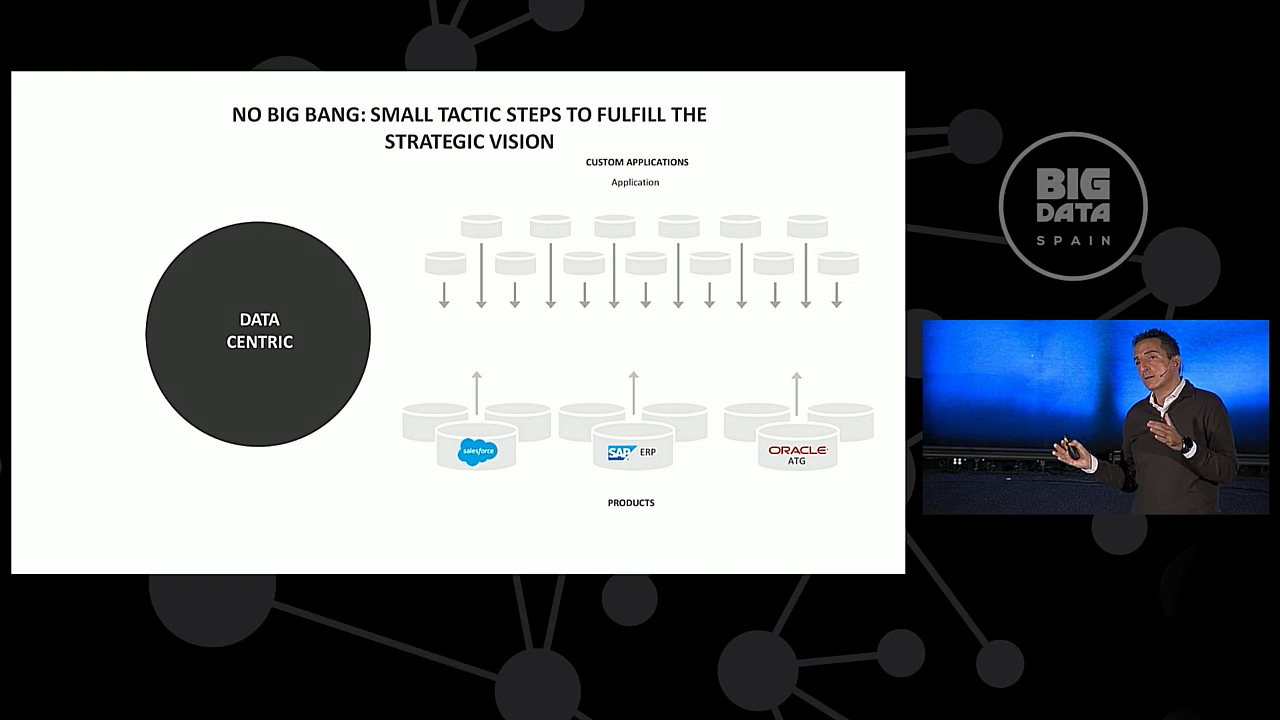 NO BIG BANG: SMALL TACTIC STEPS TO FULFILL THE
STRATEGIC VISION
CUSTOM APPLICATIONS
Application
DATA
CENTRIC
salesforce
SAP ERP
ORACLE
ATG
PRODUCTS
BIG
DATA
SPAIN